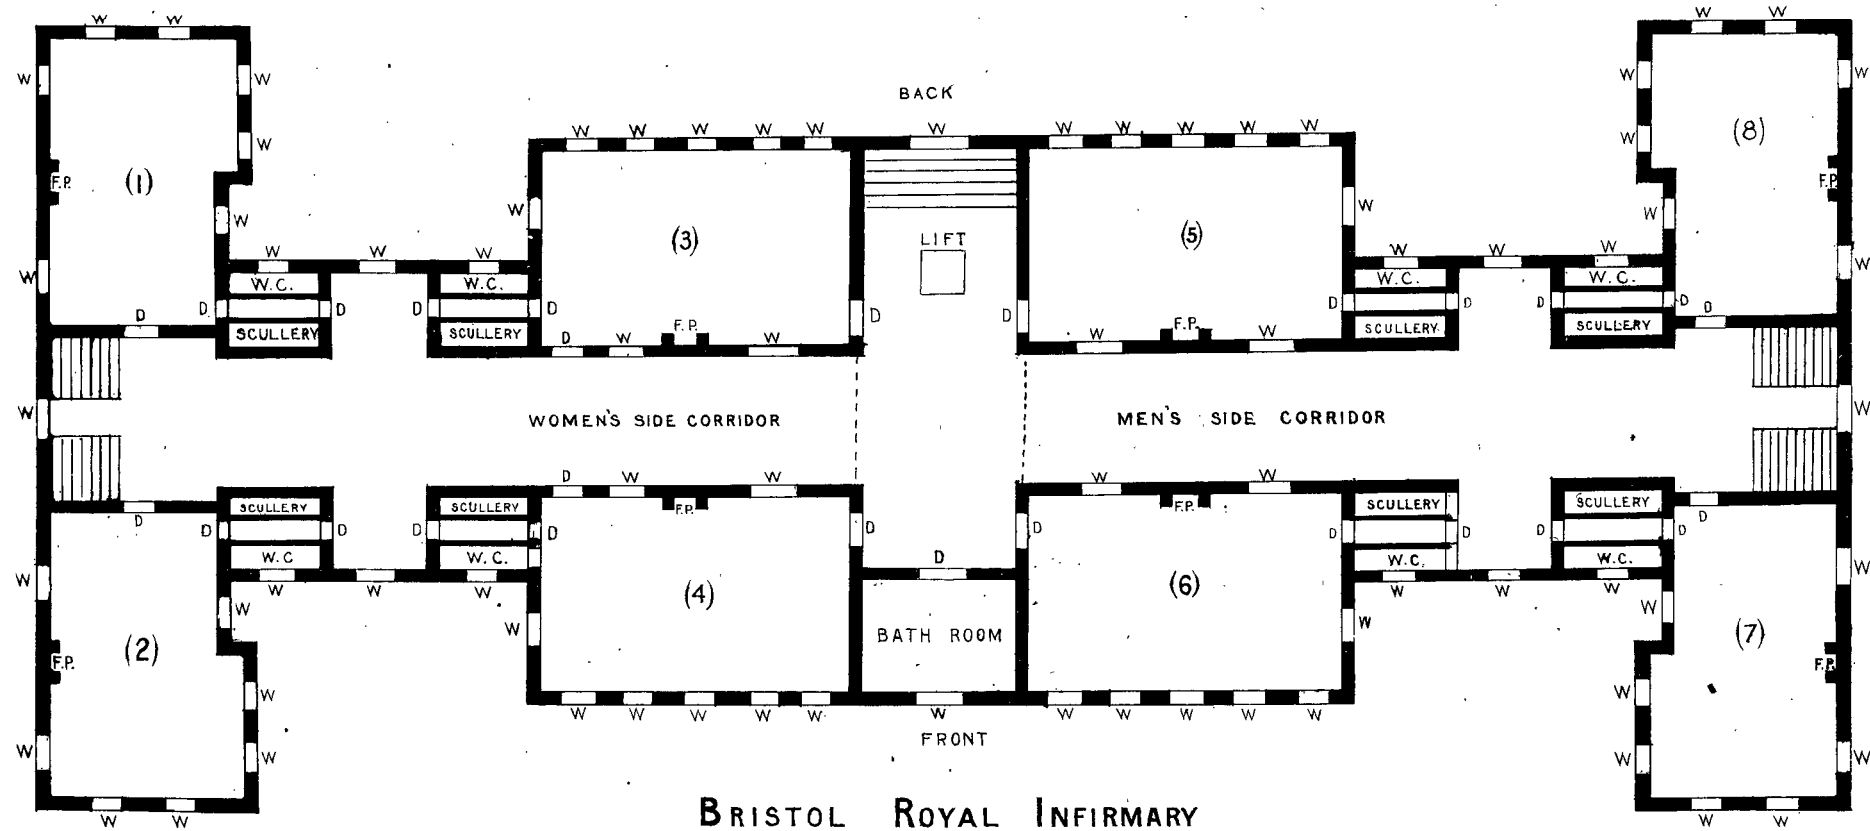 W W W W
W W W W
BACK
W W W W W W W W W W W
W W
(1) F.P. (8) F.P.
W W W W
(3) (5)
LIFT
W W W W W W
W W
W.C. W.C. W.C. W.C.
D D D D D D D D D D
D D
SCULLERY SCULLERY SCULLERY SCULLERY
D W F.P. W W F.P. W
W WOMEN'S SIDE CORRIDOR MEN'S SIDE CORRIDOR W
D W W W W
F.P. F.P.
SCULLERY SCULLERY SCULLERY SCULLERY
D D
D D D D D D D D D D
W.C. W.C. W.C. W.C.
D
W W W W W W
W W
W W
(4) (6)
W W
BATH ROOM
(2) F.P. (7) F.P.
W W
W W W W W W W W W W W
FRONT
W W W W
W W W W
BRISTOL ROYAL INFIRMARY